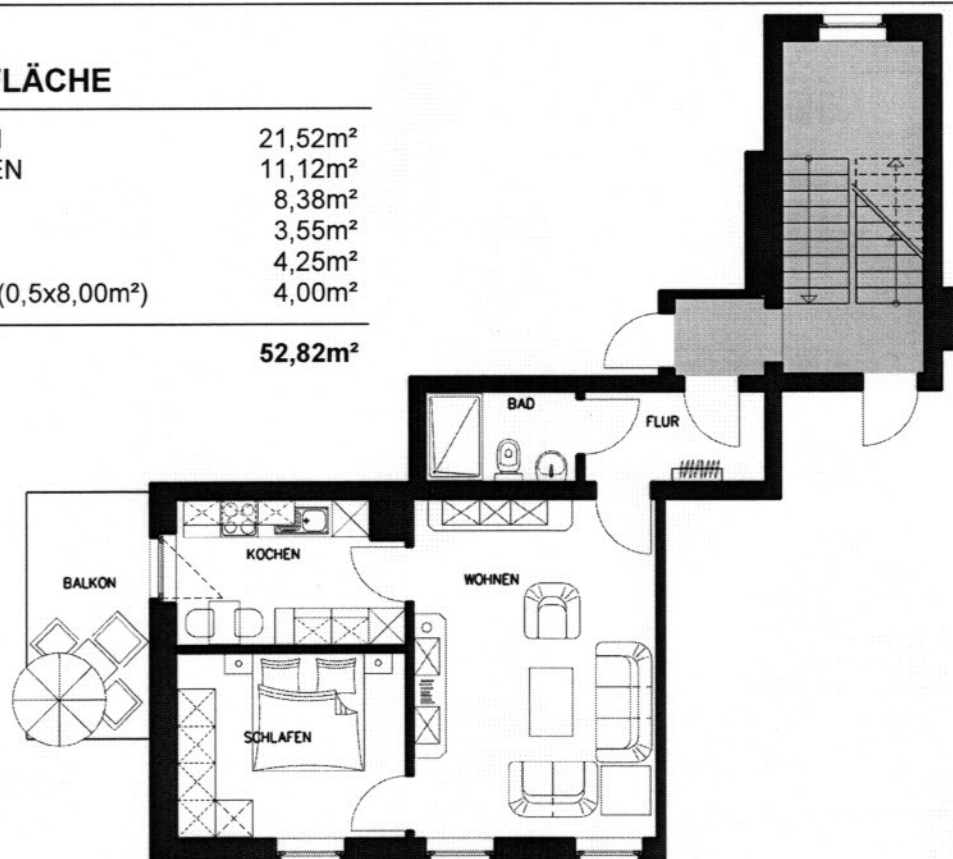 FLÄCHE
21,52m²
EN 11,12m²
8,38m²
3,55m²
4,25m²
(0,5x8,00m²) 4,00m²
52,82m²
BAD
FLUR
KOCHEN
WOHNEN
BALKON
SCHLAFEN